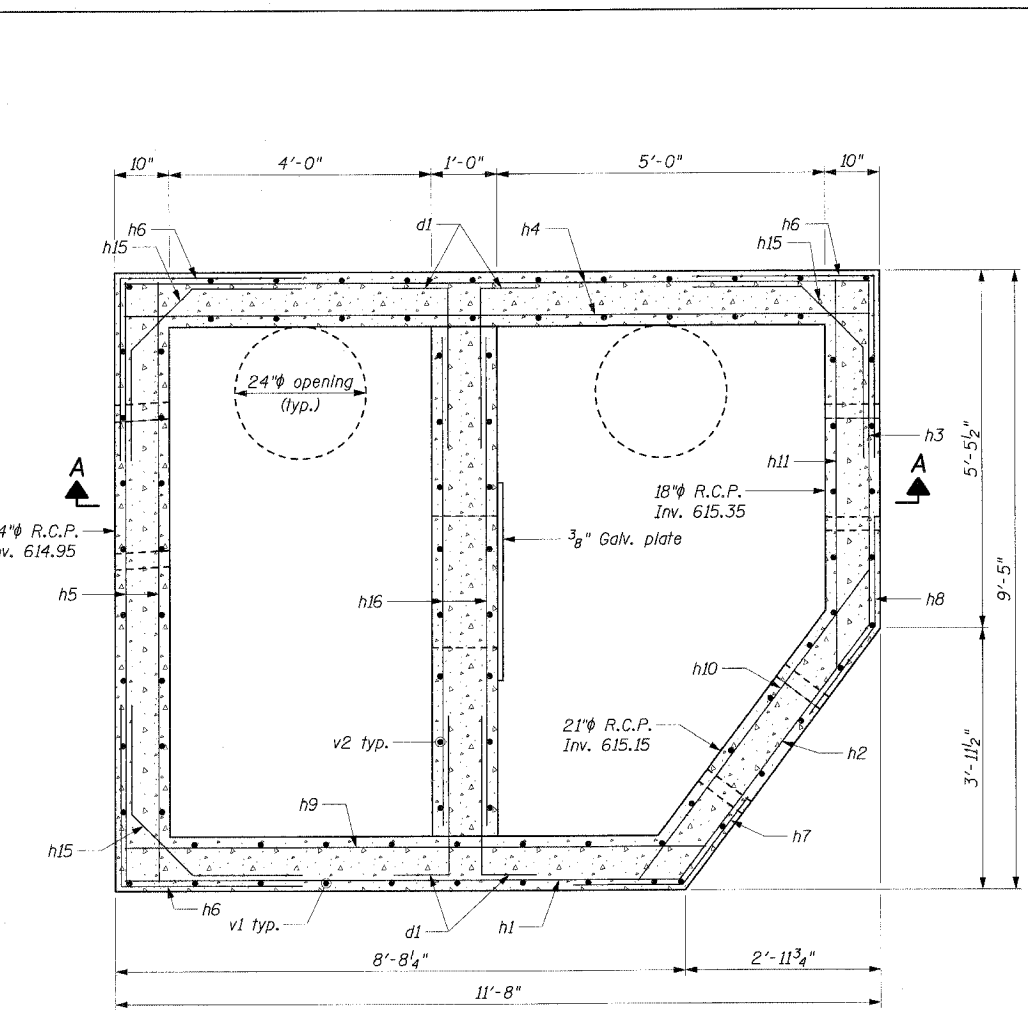 10" 4'-0" 1'-0" 5'-0" 10"
h6
h15
d1
h4
h6
h15
24"ϕ opening
(typ.)
h3
h11
5'-5½"
9'-5"
A
A
18"ϕ R.C.P.
Inv. 615.35
4"ϕ R.C.P.
nv. 614.95
⅜" Galv. plate
h5
h16
h8
h10
21"ϕ R.C.P.
Inv. 615.15
v2 typ.
h2
3'-11½"
h9
h7
h15
h6
v1 typ.
d1
h1
8'-8¼"
2'-11¾"
11'-8"